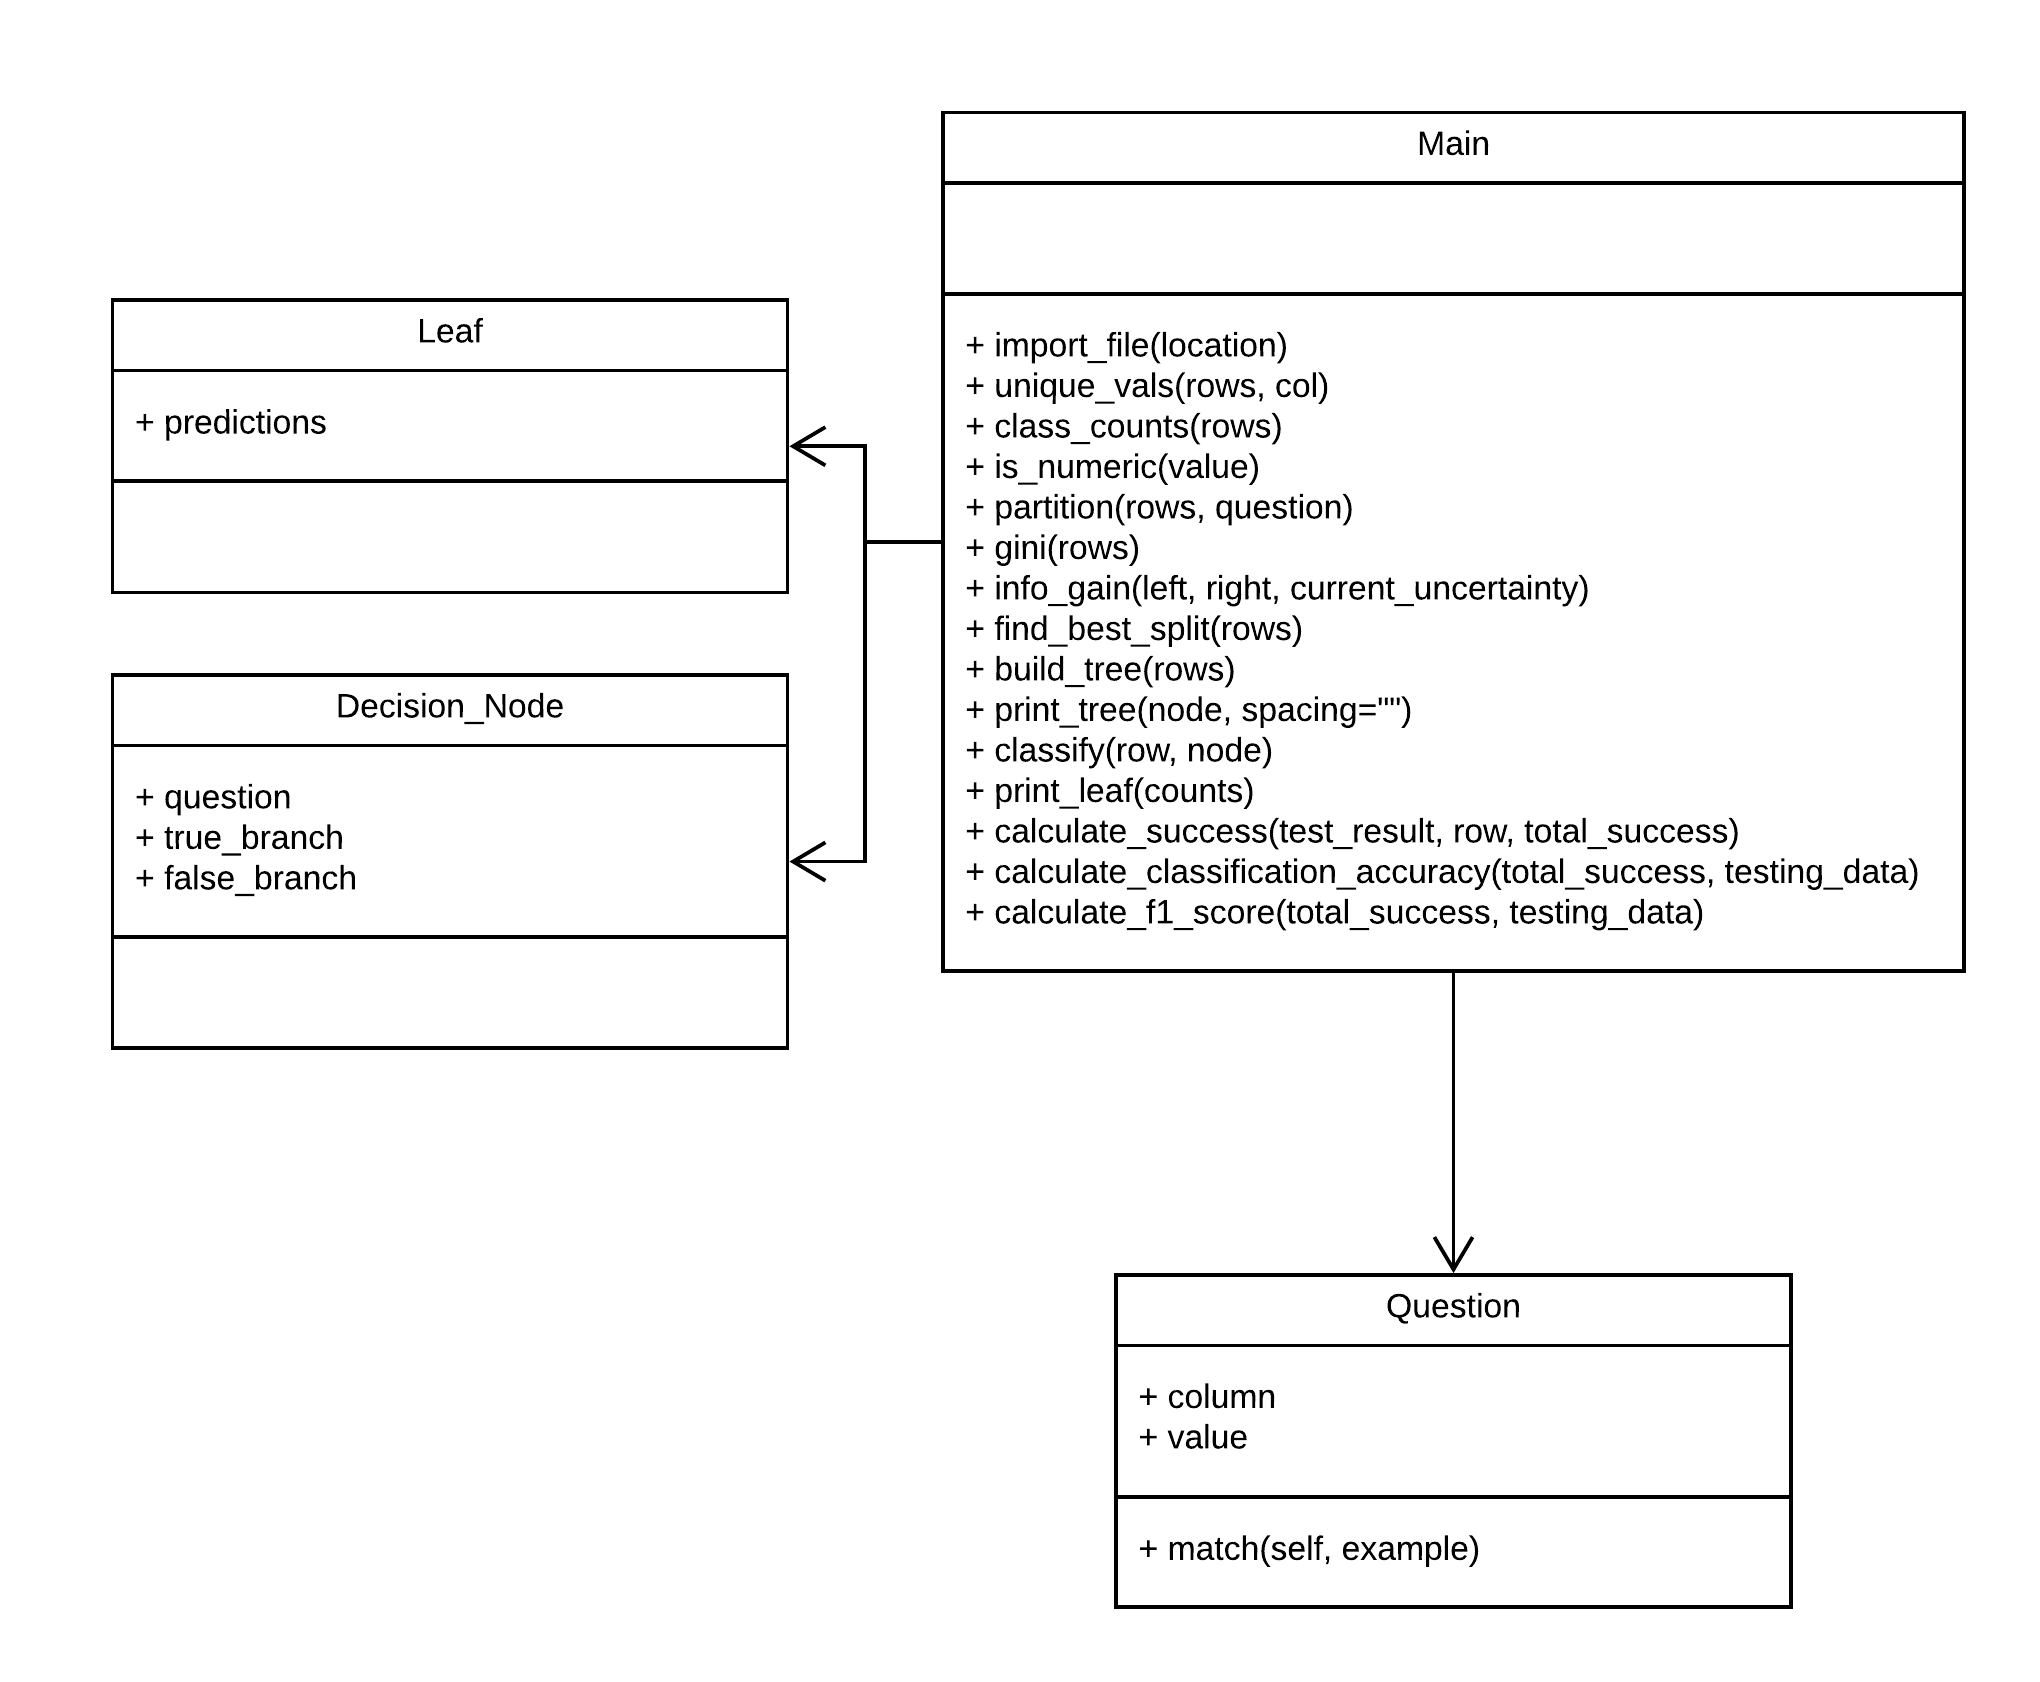 Main
+ import_file(location)
+ unique_vals(rows, col)
+ class_counts(rows)
+ is_numeric(value)
+ partition(rows, question)
+ gini(rows)
+ info_gain(left, right, current_uncertainty)
+ find_best_split(rows)
+ build_tree(rows)
+ print_tree(node, spacing="")
+ classify(row, node)
+ print_leaf(counts)
+ calculate_success(test_result, row, total_success)
+ calculate_classification_accuracy(total_success, testing_data)
+ calculate_f1_score(total_success, testing_data)
Leaf
+ predictions
Decision_Node
+ question
+ true_branch
+ false_branch
Question
+ column
+ value
+ match(self, example)